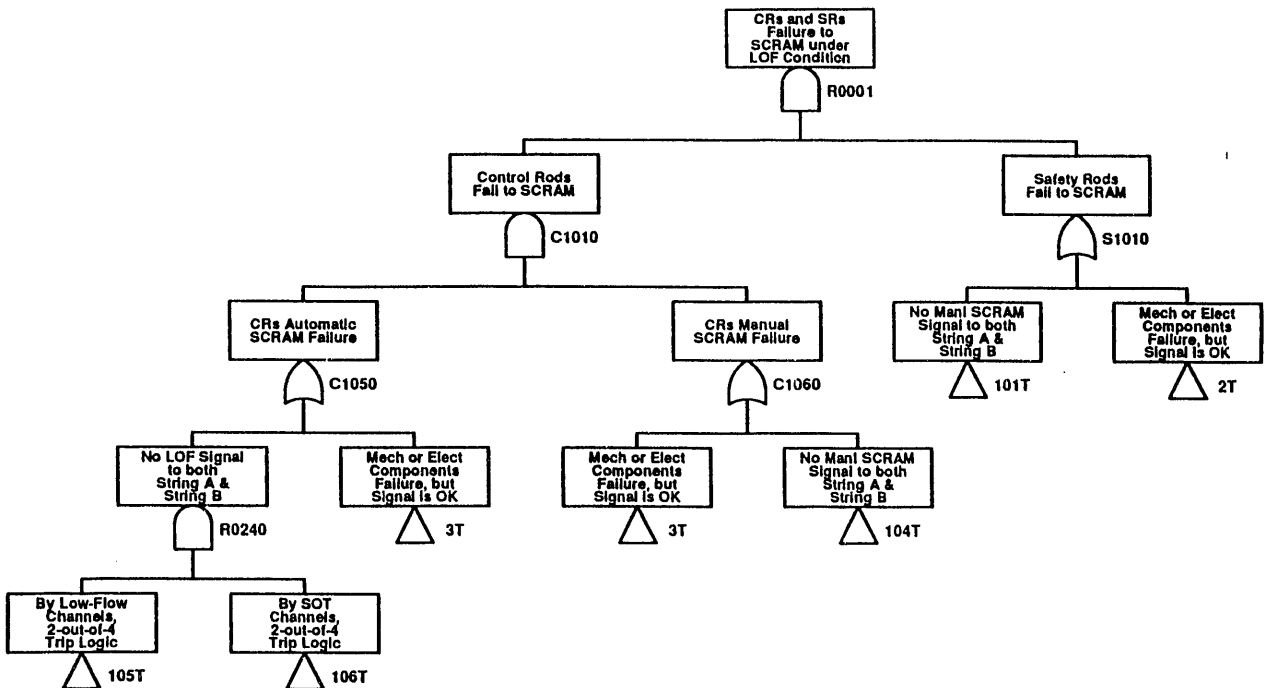 CRs and SRs
Failure to
SCRAM under
LOF Condition
R0001
Control Rods
Fail to SCRAM
C1010
Safety Rods
Fail to SCRAM
S1010
CRs Automatic
SCRAM Failure
C1050
CRs Manual
SCRAM Failure
C1060
No Manl SCRAM
Signal to both
String A &
String B
101T
Mech or Elect
Components
Failure, but
Signal is OK
2T
No LOF Signal
to both
String A &
String B
R0240
Mech or Elect
Components
Failure, but
Signal is OK
3T
Mech or Elect
Components
Failure, but
Signal is OK
3T
No Manl SCRAM
Signal to both
String A &
String B
104T
By Low-Flow
Channels,
2-out-of-4
Trip Logic
105T
By SOT
Channels,
2-out-of-4
Trip Logic
106T